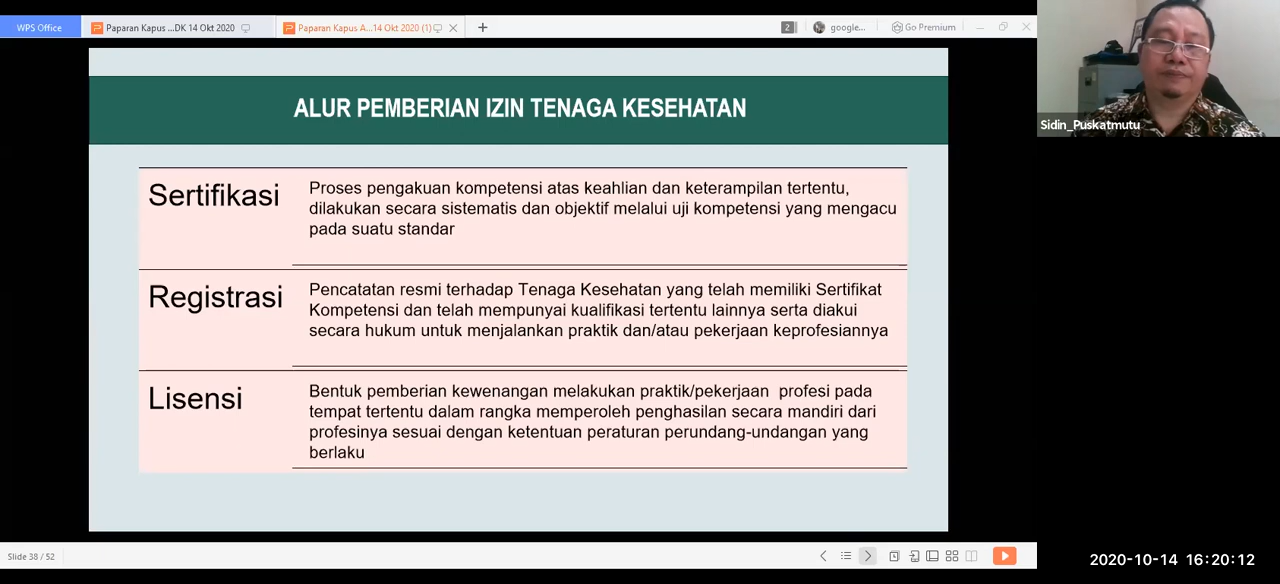 WPS Office
Paparan Kapus ...DK 14 Okt 2020
Paparan Kapus A...14 Okt 2020 (1)
2
google...
Go Premium
Sidin_Puskatmutu
ALUR PEMBERIAN IZIN TENAGA KESEHATAN
Sertifikasi
Proses pengakuan kompetensi atas keahlian dan keterampilan tertentu,
dilakukan secara sistematis dan objektif melalui uji kompetensi yang mengacu
pada suatu standar
Registrasi
Pencatatan resmi terhadap Tenaga Kesehatan yang telah memiliki Sertifikat
Kompetensi dan telah mempunyai kualifikasi tertentu lainnya serta diakui
secara hukum untuk menjalankan praktik dan/atau pekerjaan keprofesiannya
Lisensi
Bentuk pemberian kewenangan melakukan praktik/pekerjaan profesi pada
tempat tertentu dalam rangka memperoleh penghasilan secara mandiri dari
profesinya sesuai dengan ketentuan peraturan perundang-undangan yang
berlaku
Slide 38 / 52
2020-10-14 16:20:12